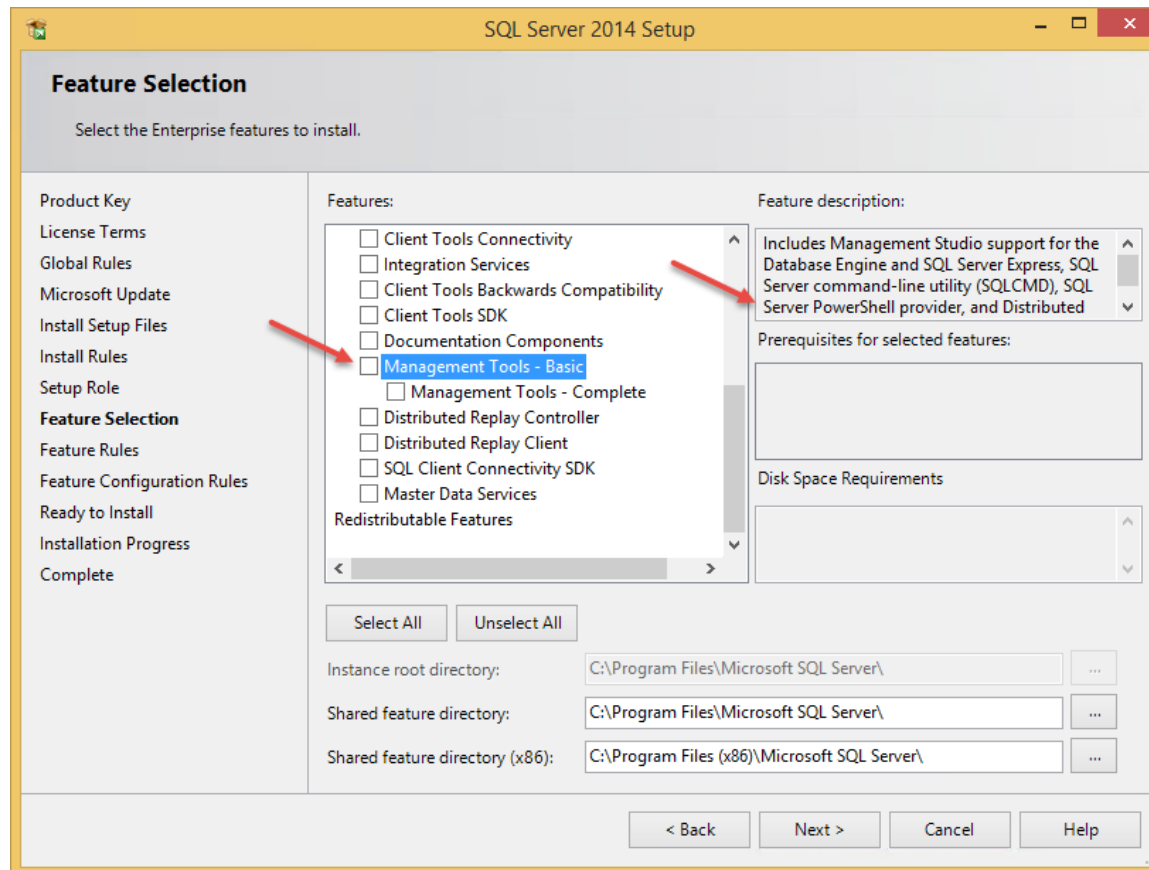 SQL Server 2014 Setup
Feature Selection
Select the Enterprise features to install.
Product Key
License Terms
Global Rules
Microsoft Update
Install Setup Files
Install Rules
Setup Role
Feature Selection
Feature Rules
Feature Configuration Rules
Ready to Install
Installation Progress
Complete
Features:
Client Tools Connectivity
Integration Services
Client Tools Backwards Compatibility
Client Tools SDK
Documentation Components
Management Tools - Basic
Management Tools - Complete
Distributed Replay Controller
Distributed Replay Client
SQL Client Connectivity SDK
Master Data Services
Redistributable Features
Feature description:
Includes Management Studio support for the
Database Engine and SQL Server Express, SQL
Server command-line utility (SQLCMD), SQL
Server PowerShell provider, and Distributed
Prerequisites for selected features:
Disk Space Requirements
Select All
Unselect All
Instance root directory:
C:\Program Files\Microsoft SQL Server\
...
Shared feature directory:
C:\Program Files\Microsoft SQL Server\
...
Shared feature directory (x86):
C:\Program Files (x86)\Microsoft SQL Server\
...
< Back
Next >
Cancel
Help